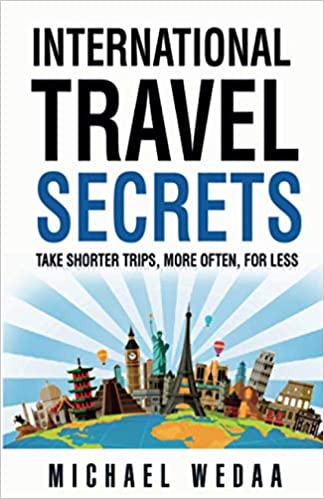 INTERNATIONAL
TRAVEL
SECRETS
TAKE SHORTER TRIPS, MORE OFTEN, FOR LESS
MICHAEL WEDAA